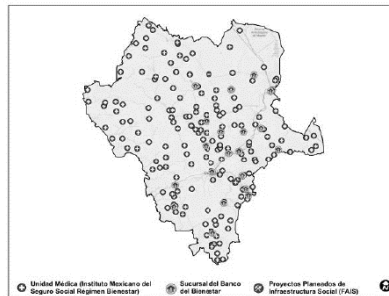 Unidad Médica (Instituto Mexicano del
Seguro Social Régimen Bienestar)
Sucursal del Banco
del Bienestar
Proyectos Planeados de
Infraestructura Social (FAIS)